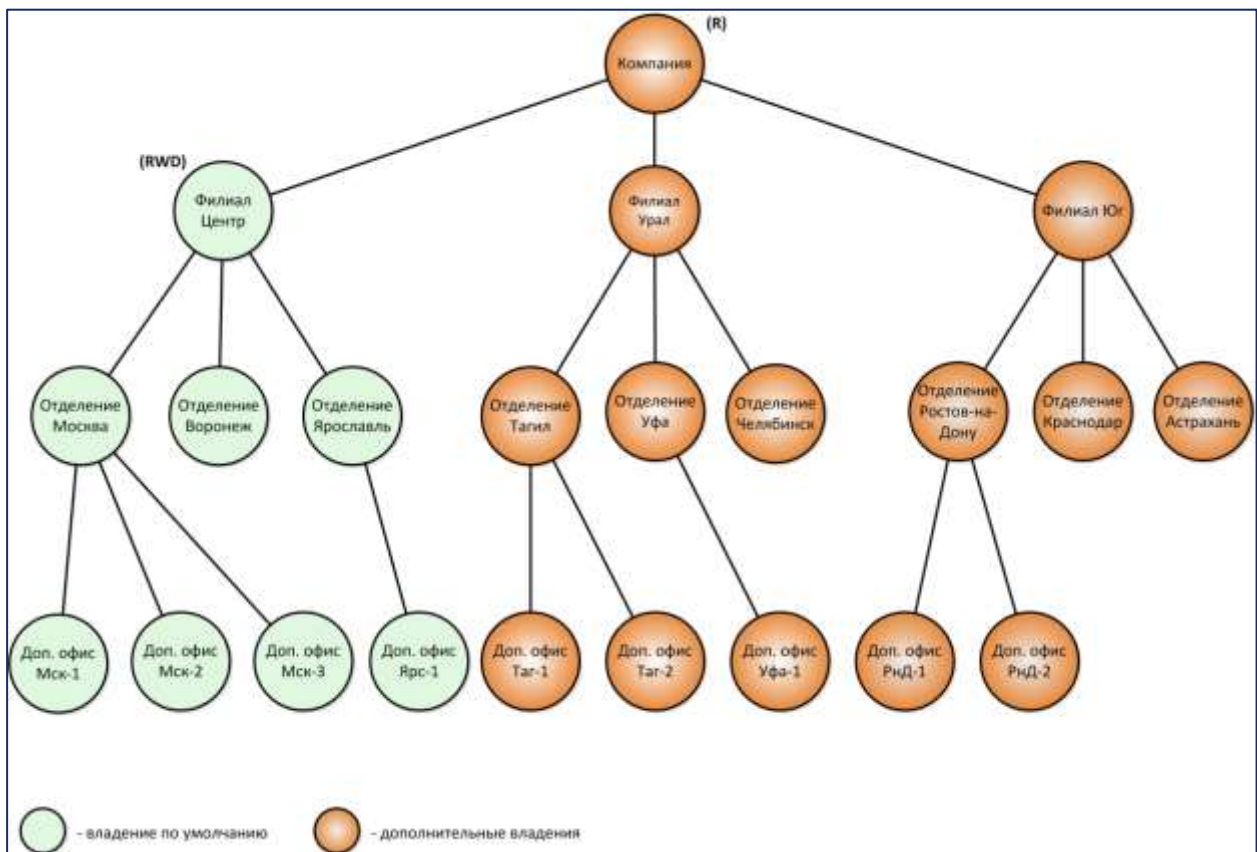 (R)
Компания
(RWD)
Филиал
Центр
Филиал
Урал
Филиал Юг
Отделение
Москва
Отделение
Воронеж
Отделение
Ярославль
Отделение
Тагил
Отделение
Уфа
Отделение
Челябинск
Отделение
Ростов-на-
Дону
Отделение
Краснодар
Отделение
Астрахань
Доп. офис
Мск-1
Доп. офис
Мск-2
Доп. офис
Мск-3
Доп. офис
Ярс-1
Доп. офис
Таг-1
Доп. офис
Таг-2
Доп. офис
Уфа-1
Доп. офис
РнД-1
Доп. офис
РнД-2
- владение по умолчанию
- дополнительные владения